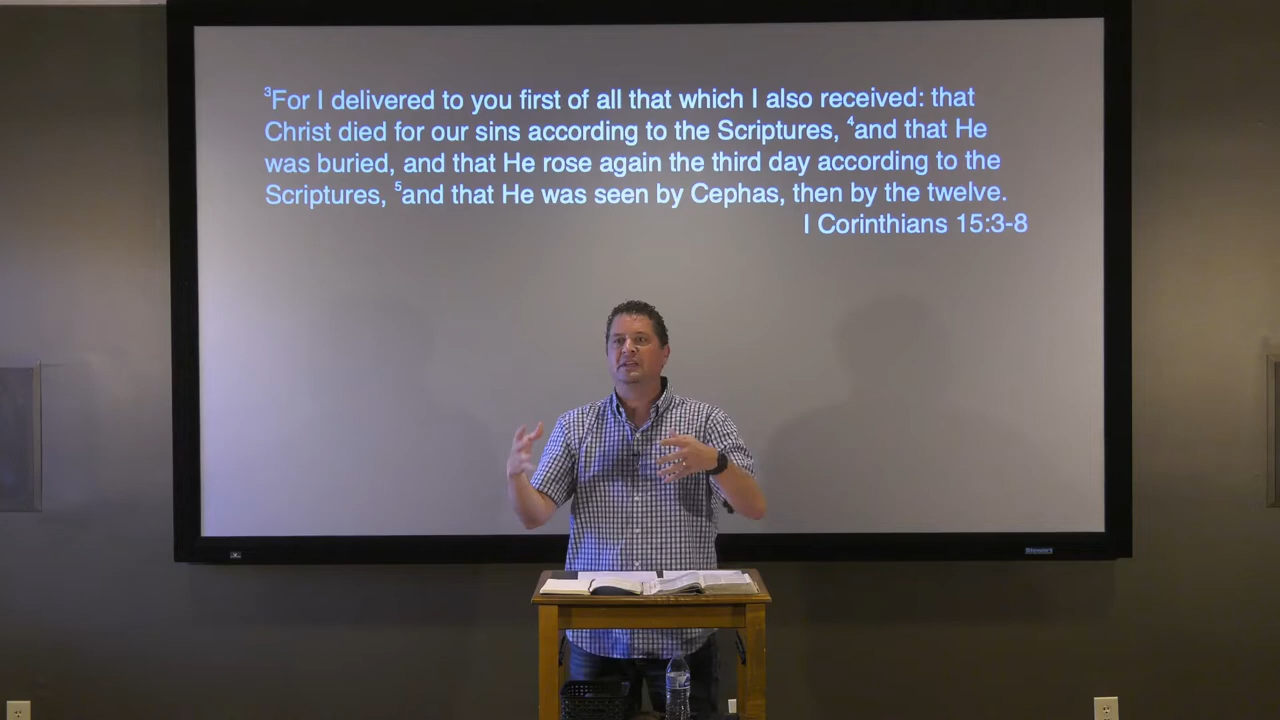 ³For I delivered to you first of all that which I also received: that
Christ died for our sins according to the Scriptures, ⁴and that He
was buried, and that He rose again the third day according to the
Scriptures, ⁵and that He was seen by Cephas, then by the twelve.
I Corinthians 15:3-8
Stewart